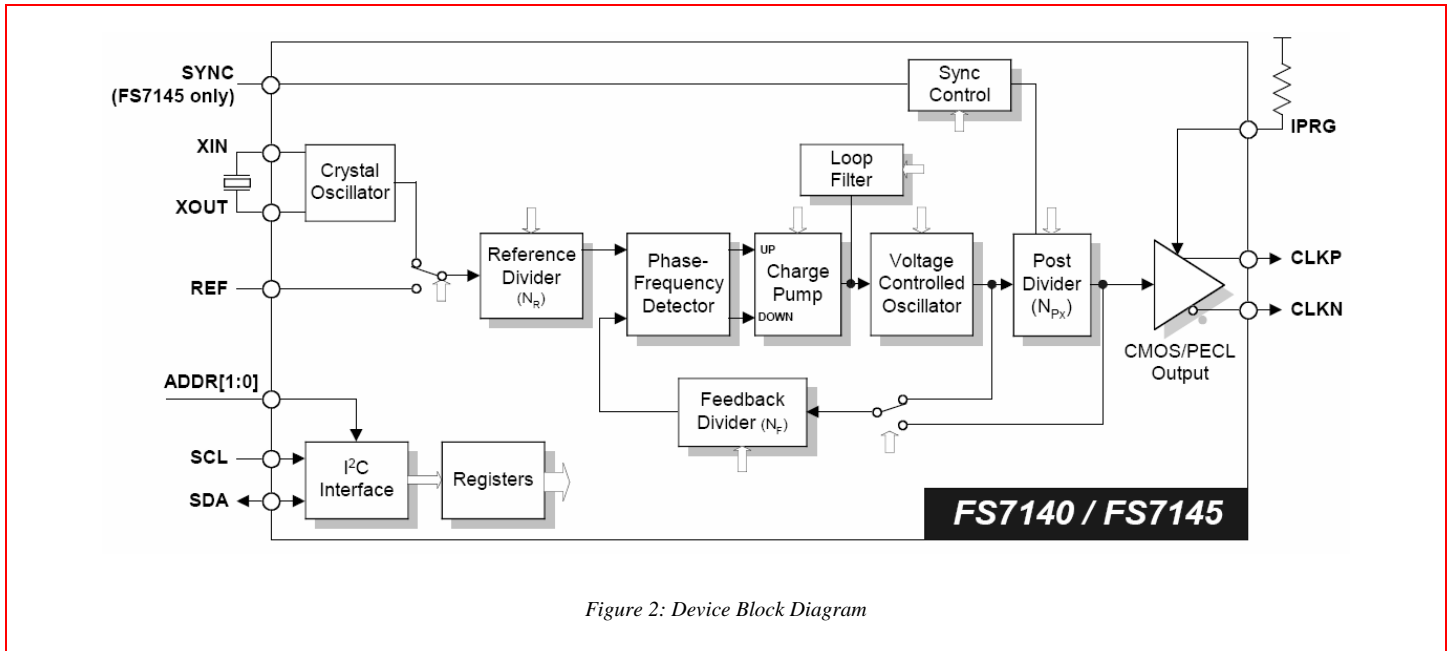 SYNC
(FS7145 only)
Sync
Control
IPRG
XIN
XOUT
Crystal
Oscillator
Loop
Filter
REF
Reference
Divider
(NR)
Phase-
Frequency
Detector
UP
Charge
Pump
DOWN
Voltage
Controlled
Oscillator
Post
Divider
(NPx)
CLKP
CLKN
CMOS/PECL
Output
ADDR[1:0]
Feedback
Divider (NF)
SCL
SDA
I2C
Interface
Registers
FS7140 / FS7145
Figure 2: Device Block Diagram